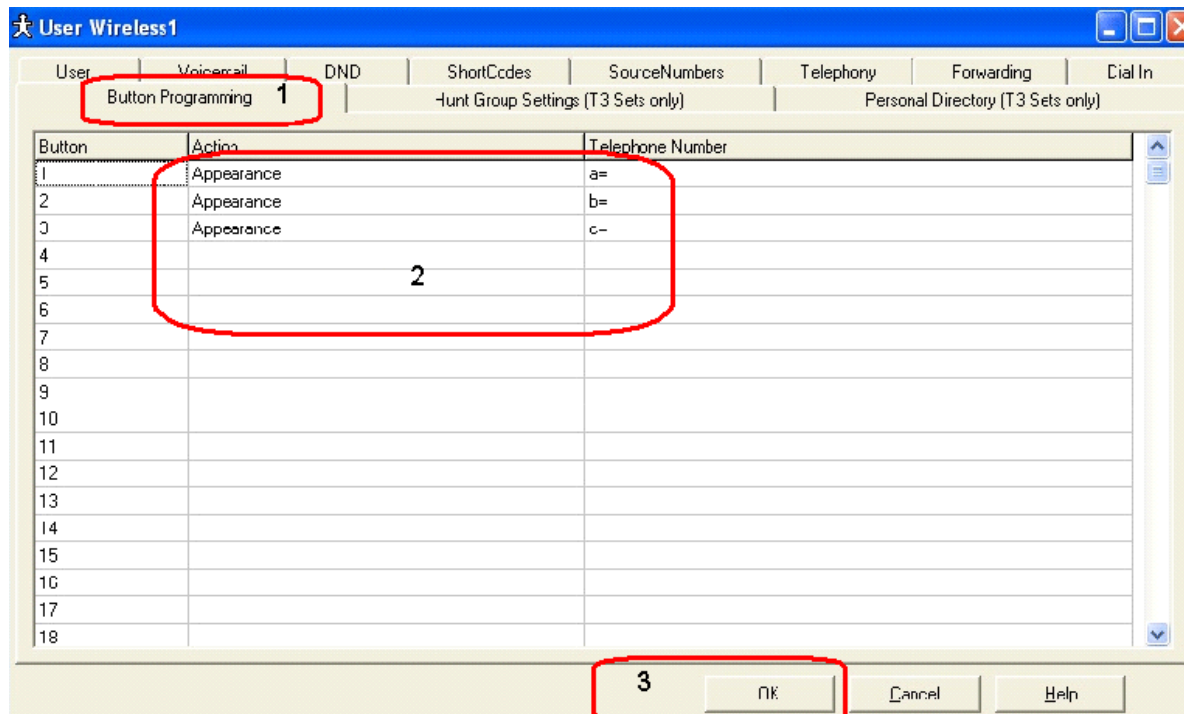 User Wireless1
User Voicemail DND ShortCodes SourceNumbers Telephony Forwarding Dial In
Button Programming 1 Hunt Group Settings (T3 Sets only) Personal Directory (T3 Sets only)
Button Action Telephone Number
1 Appearance a=
2 Appearance b=
3 Appearance c=
4
5 2
6
7
8
9
10
11
12
13
14
15
16
17
18
3 OK Cancel Help